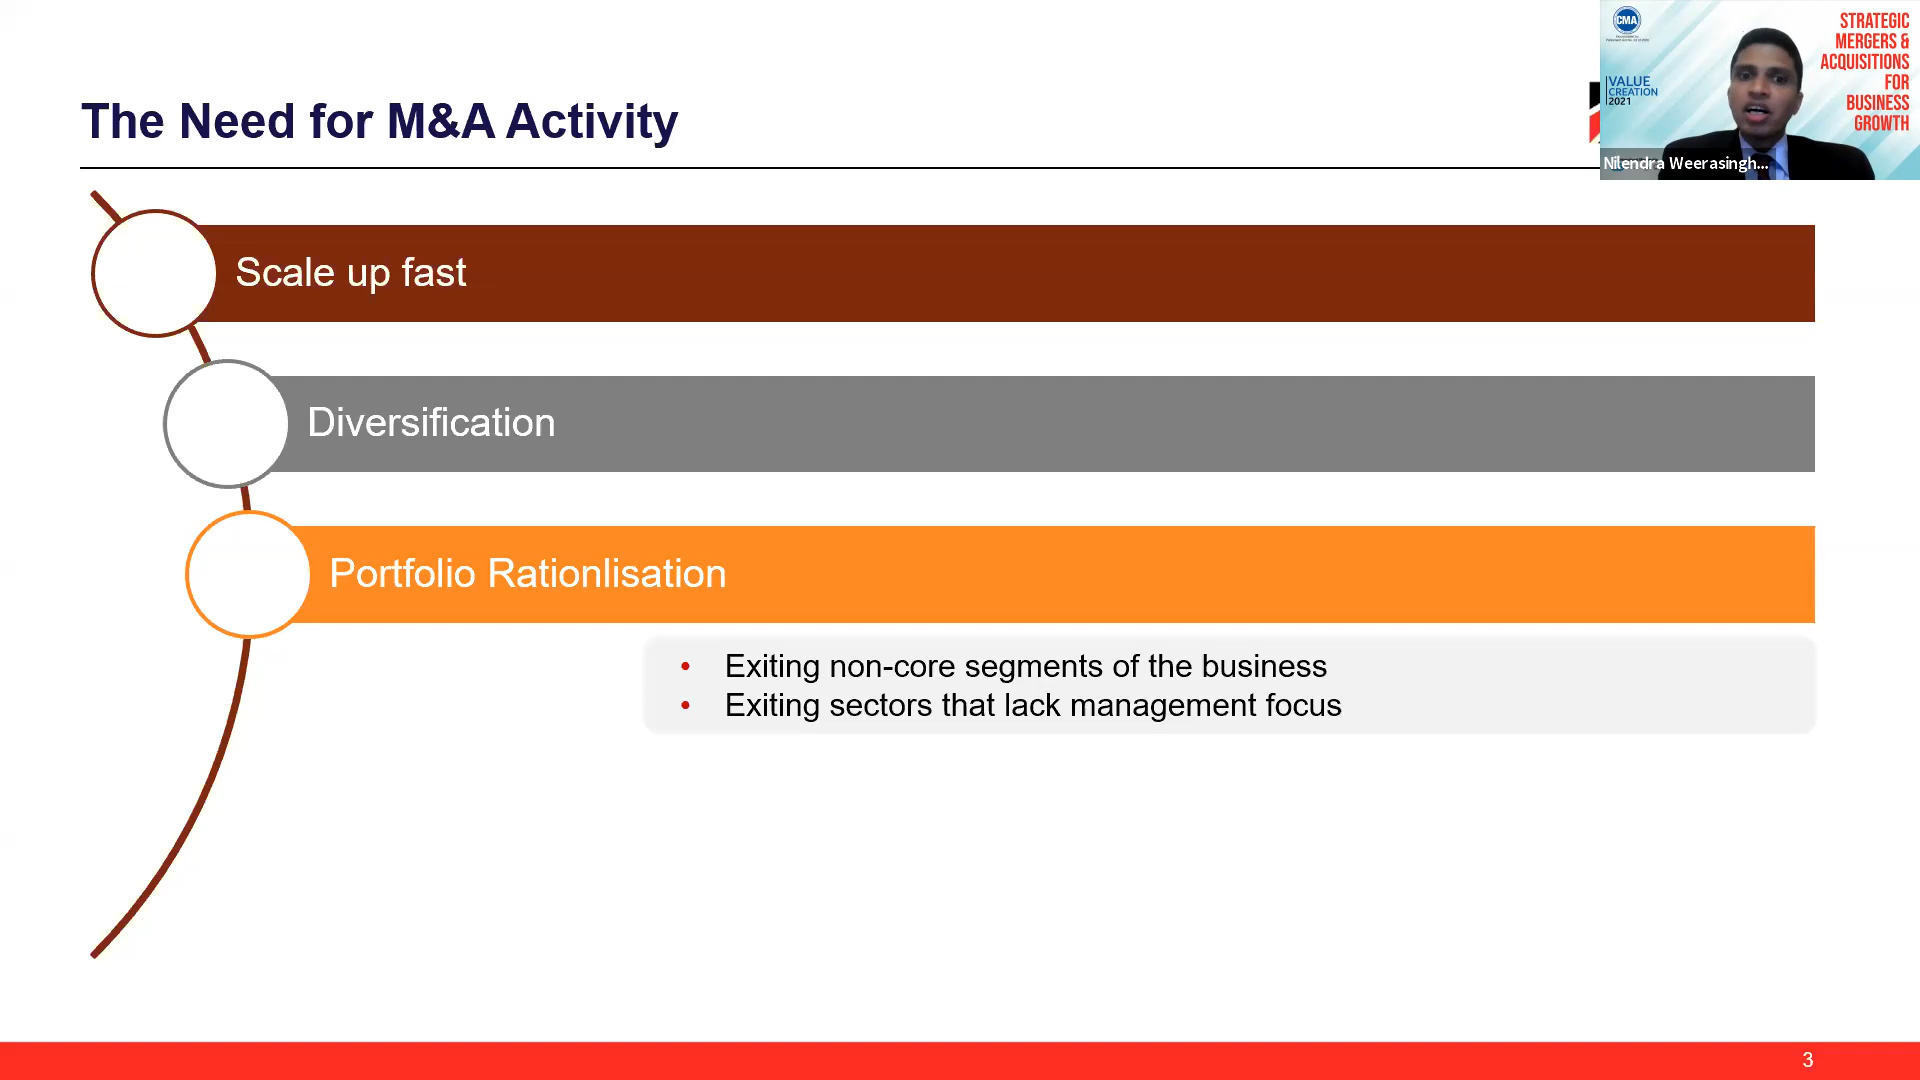 The Need for M&A Activity
Scale up fast
Diversification
Portfolio Rationlisation
• Exiting non-core segments of the business
• Exiting sectors that lack management focus
3
CMA
VALUE
CREATION
2021
STRATEGIC
MERGERS &
ACQUISITIONS
FOR
BUSINESS
GROWTH
Nilendra Weerasingh...